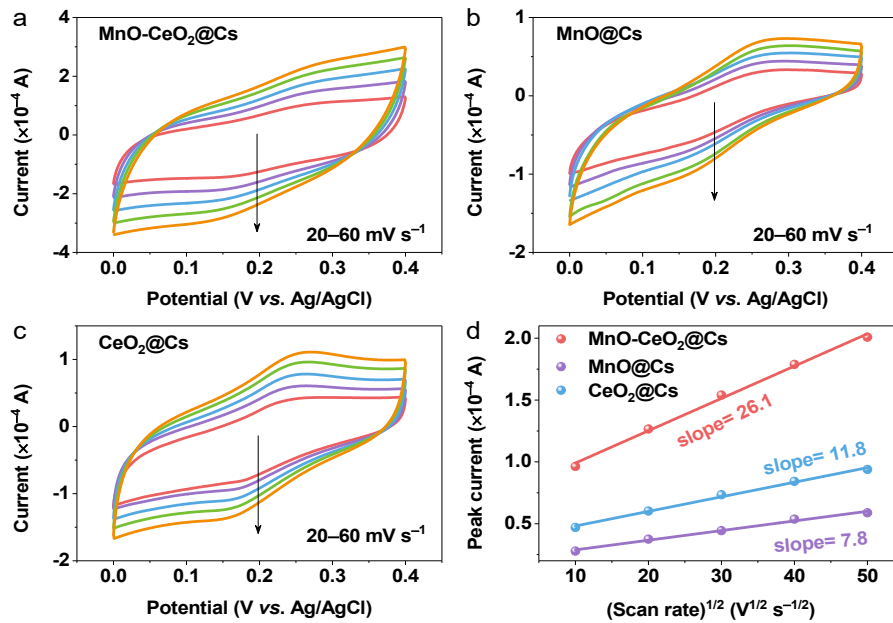 a
MnO-CeO₂@Cs
4
2
0
-2
-4
Current (×10⁻⁴ A)
20–60 mV s⁻¹
0.0 0.1 0.2 0.3 0.4
Potential (V vs. Ag/AgCl)
b
MnO@Cs
1
0
-1
-2
Current (×10⁻⁴ A)
20–60 mV s⁻¹
0.0 0.1 0.2 0.3 0.4
Potential (V vs. Ag/AgCl)
c
CeO₂@Cs
1
0
-1
-2
Current (×10⁻⁴ A)
20–60 mV s⁻¹
0.0 0.1 0.2 0.3 0.4
Potential (V vs. Ag/AgCl)
d
MnO-CeO₂@Cs
MnO@Cs
CeO₂@Cs
2.0
1.5
1.0
0.5
Peak current (×10⁻⁴ A)
slope= 26.1
slope= 11.8
slope= 7.8
10 20 30 40 50
(Scan rate)¹ᐟ² (V¹ᐟ² s⁻¹ᐟ²)